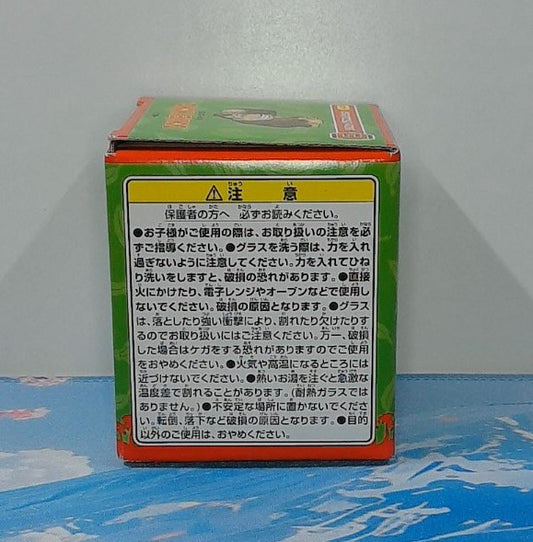 ⚠注意
保護者の方へ 必ずお読みください。
●お子様がご使用の際は、お取り扱いの注意を必
ずご指導ください。●グラスを洗う際は、力を入れ
過ぎないように注意してください。力を入れてひね
り洗いをしますと、破損の恐れがあります。●直接
火にかけたり、電子レンジやオーブンなどで使用
しないでください。破損の原因となります。●グラス
は、落としたり強い衝撃により、割れたり欠けたりす
るのでお取り扱いにはご注意ください。万一、破損
した場合はケガをする恐れがありますのでご使用
をおやめください。●火気や高温になるところには
近づけないでください。●熱いお湯を注ぐと急激な
温度差で割れることがあります。(耐熱ガラスでは
ありません。)●不安定な場所に置かないでくださ
い。転倒、落下など破損の原因となります。●目的
以外のご使用は、おやめください。